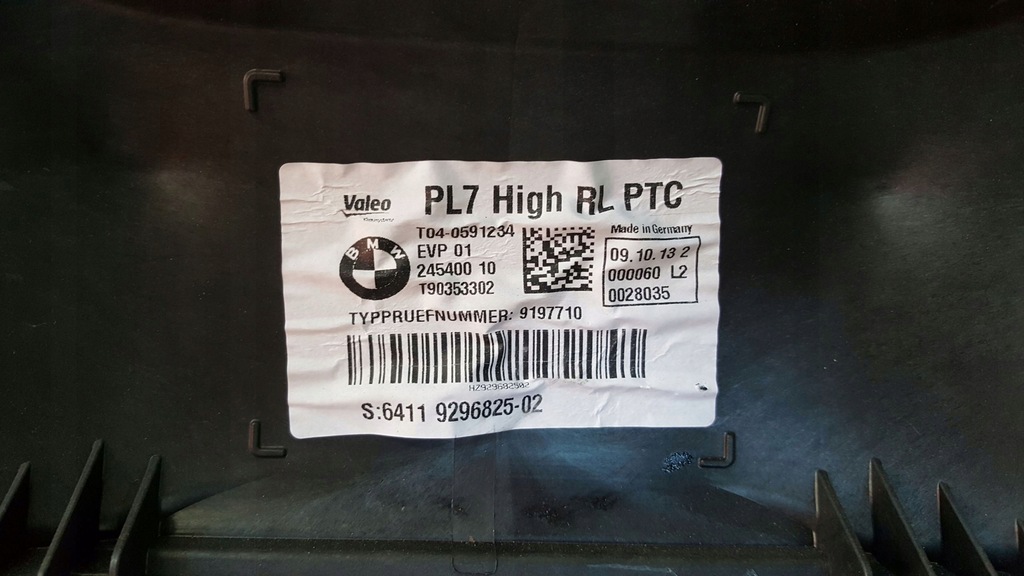 Valeo
PL7 High RL PTC
BMW
T04-0591234
EVP 01
245400 10
T90353302
Made in Germany
09.10.13 2
000060 L2
0028035
TYPPRUEFNUMMER: 9197710
HZ929682502
S:6411 9296825-02